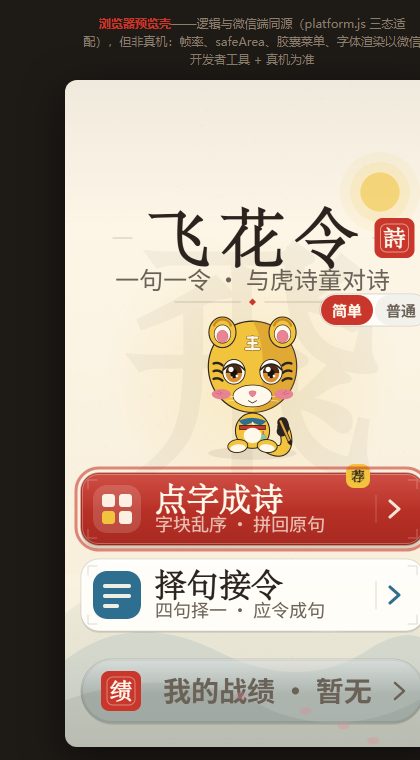 浏览器预览壳——逻辑与微信端同源（platform.js 三态适
配），但非真机：帧率、safeArea、胶囊菜单、字体渲染以微信
开发者工具 + 真机为准
飞花令
詩
一句一令 · 与虎诗童对诗
简单 普通
王
荐
点字成诗
字块乱序 · 拼回原句
择句接令
四句择一 · 应令成句
绩 我的战绩 · 暂无